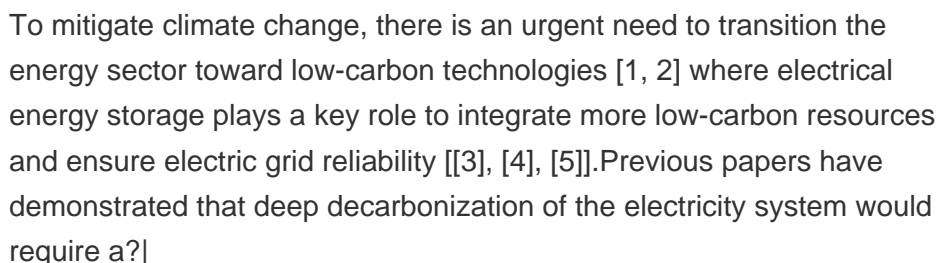 To mitigate climate change, there is an urgent need to transition the
energy sector toward low-carbon technologies [1, 2] where electrical
energy storage plays a key role to integrate more low-carbon resources
and ensure electric grid reliability [[3], [4], [5]].Previous papers have
demonstrated that deep decarbonization of the electricity system would
require a?|